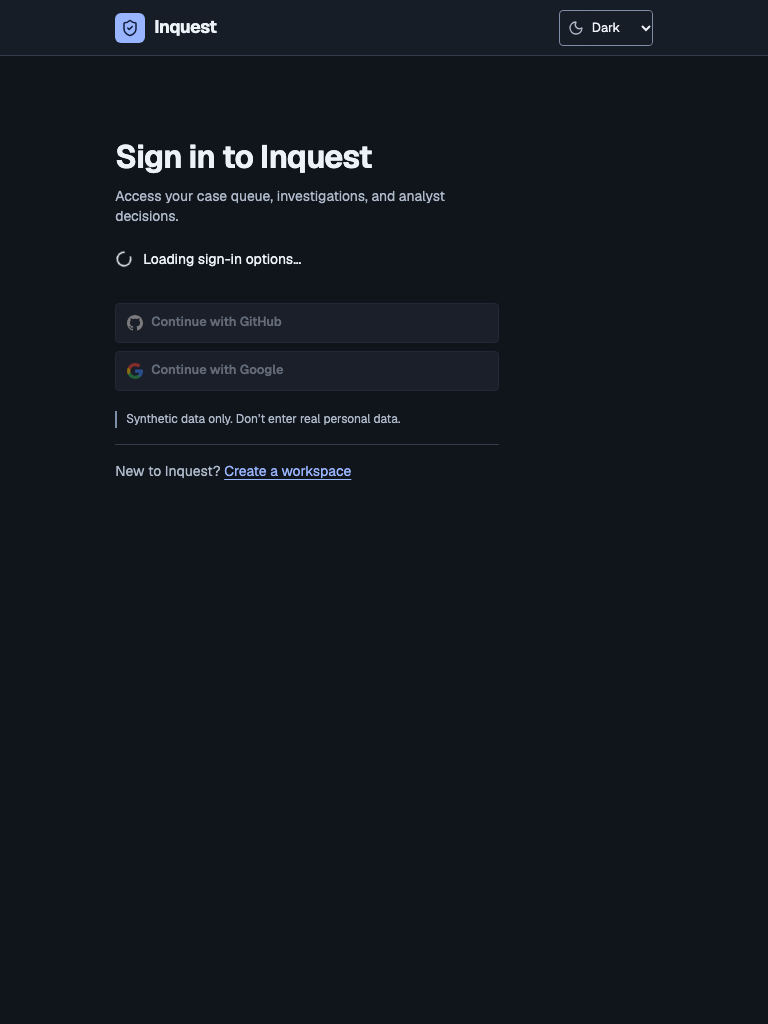 Inquest
Dark
Sign in to Inquest
Access your case queue, investigations, and analyst
decisions.
Loading sign-in options…
Continue with GitHub
Continue with Google
Synthetic data only. Don’t enter real personal data.
New to Inquest? Create a workspace